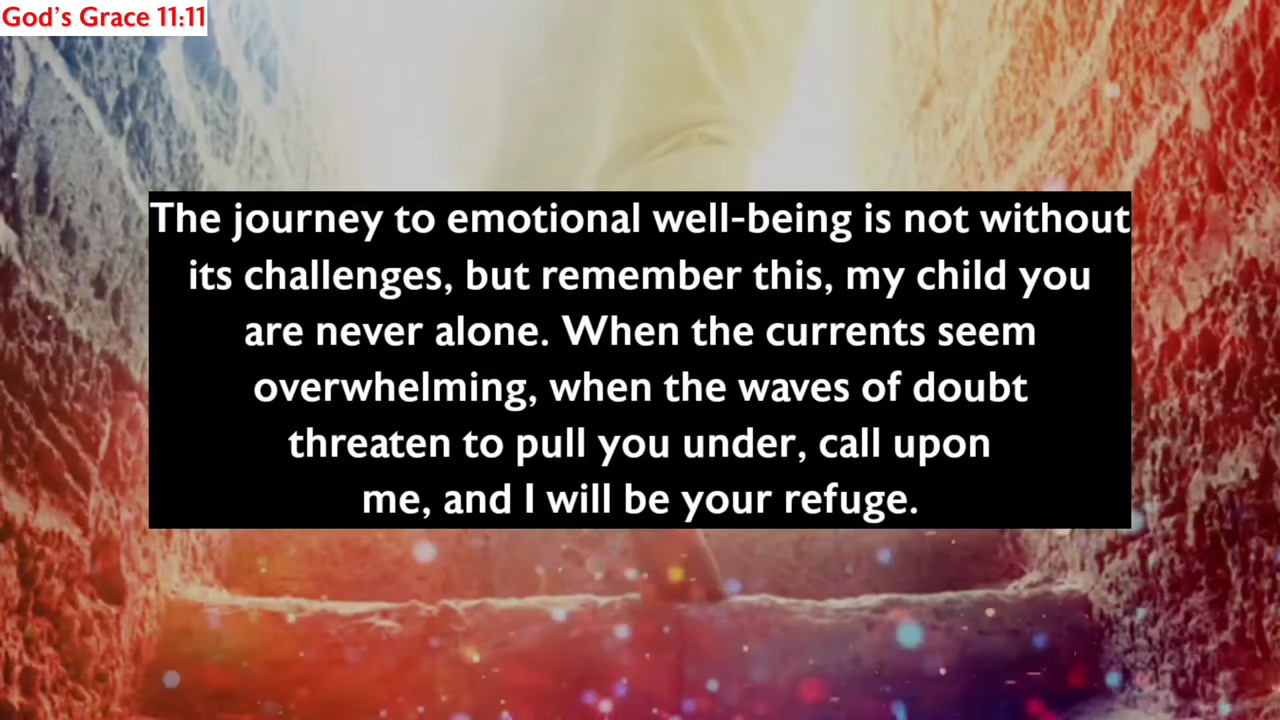 God's Grace 11:11
The journey to emotional well-being is not without
its challenges, but remember this, my child you
are never alone. When the currents seem
overwhelming, when the waves of doubt
threaten to pull you under, call upon
me, and I will be your refuge.